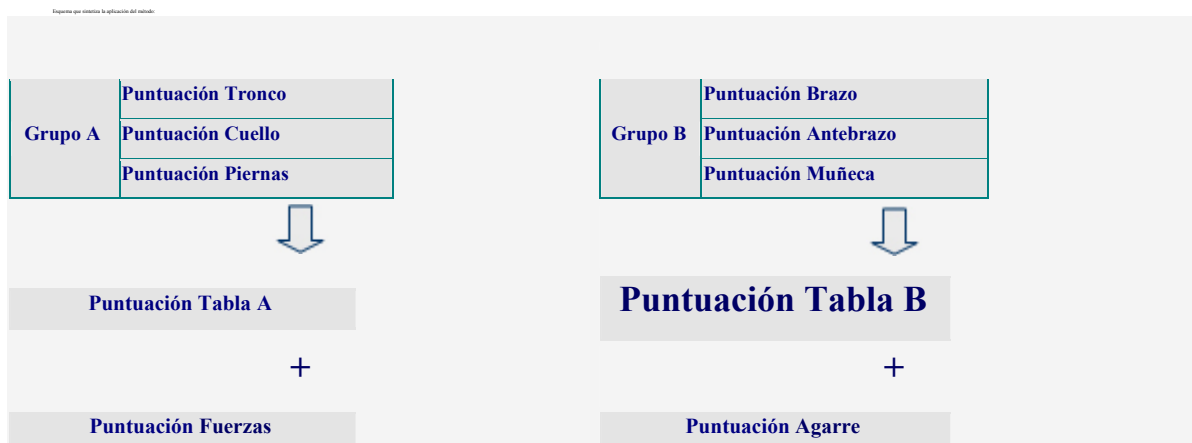 Esquema que sintetiza la aplicación del método:
Grupo A
Puntuación Tronco
Puntuación Cuello
Puntuación Piernas
Grupo B
Puntuación Brazo
Puntuación Antebrazo
Puntuación Muñeca
Puntuación Tabla A
Puntuación Tabla B
+
+
Puntuación Fuerzas
Puntuación Agarre